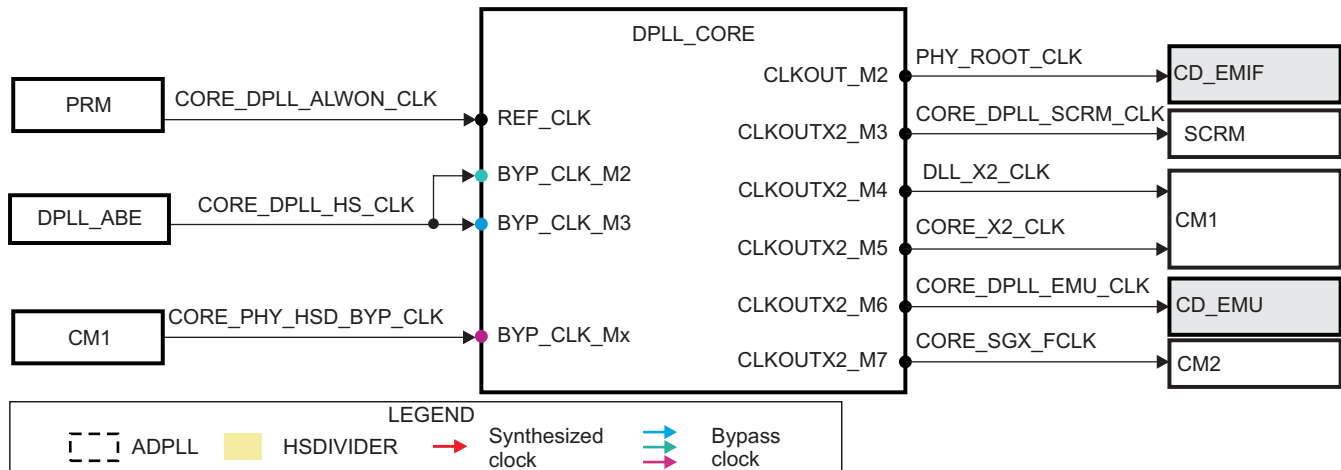 DPLL_CORE
PRM
CORE_DPLL_ALWON_CLK
REF_CLK
DPLL_ABE
CORE_DPLL_HS_CLK
BYP_CLK_M2
BYP_CLK_M3
CM1
CORE_PHY_HSD_BYP_CLK
BYP_CLK_Mx
CLKOUT_M2
PHY_ROOT_CLK
CD_EMIF
CLKOUTX2_M3
CORE_DPLL_SCRM_CLK
SCRM
CLKOUTX2_M4
DLL_X2_CLK
CLKOUTX2_M5
CORE_X2_CLK
CM1
CLKOUTX2_M6
CORE_DPLL_EMU_CLK
CD_EMU
CLKOUTX2_M7
CORE_SGX_FCLK
CM2
LEGEND
ADPLL
HSDIVIDER
Synthesized
clock
Bypass
clock